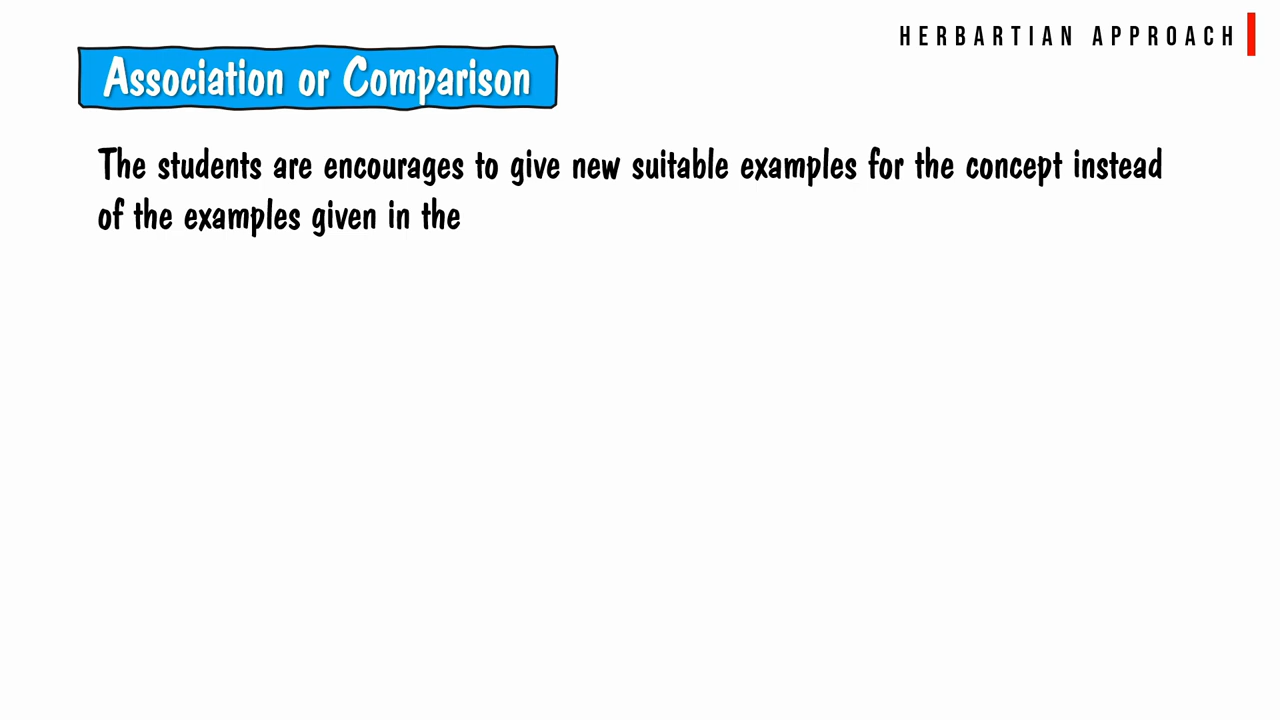 HERBARTIAN APPROACH
Association or Comparison
The students are encourages to give new suitable examples for the concept instead
of the examples given in the